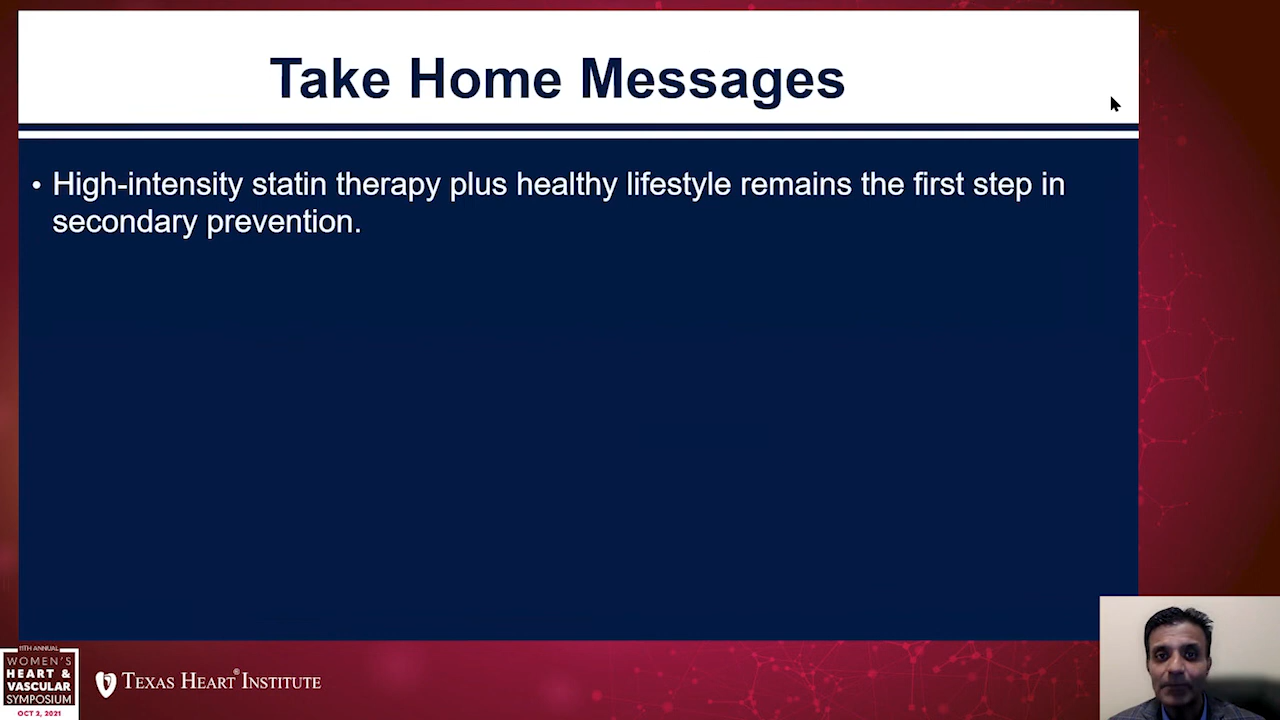 Take Home Messages
• High-intensity statin therapy plus healthy lifestyle remains the first step in
secondary prevention.
11TH ANNUAL
WOMEN'S
HEART &
VASCULAR
SYMPOSIUM
OCT 2, 2021
TEXAS HEART® INSTITUTE